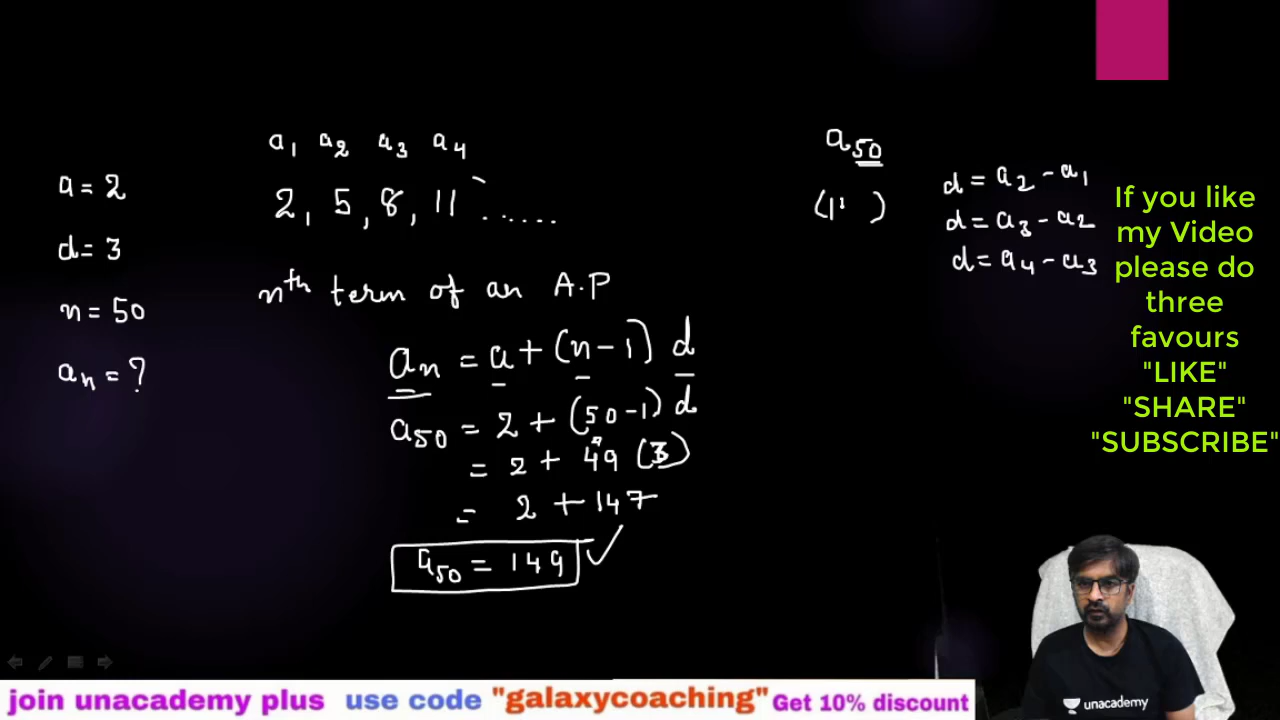 a = 2
d = 3
n = 50
an = ?
a1 a2 a3 a4
2, 5, 8, 11 ......
nth term of an A.P
an = a + (n - 1) d
a50 = 2 + (50 - 1) d
= 2 + 49 (3)
= 2 + 147
a50 = 149 ✓
a50
d = a2 - a1
d = a3 - a2
d = a4 - a3
If you like
my Video
please do
three
favours
"LIKE"
"SHARE"
"SUBSCRIBE"
unacademy
join unacademy plus use code "galaxycoaching" Get 10% discount